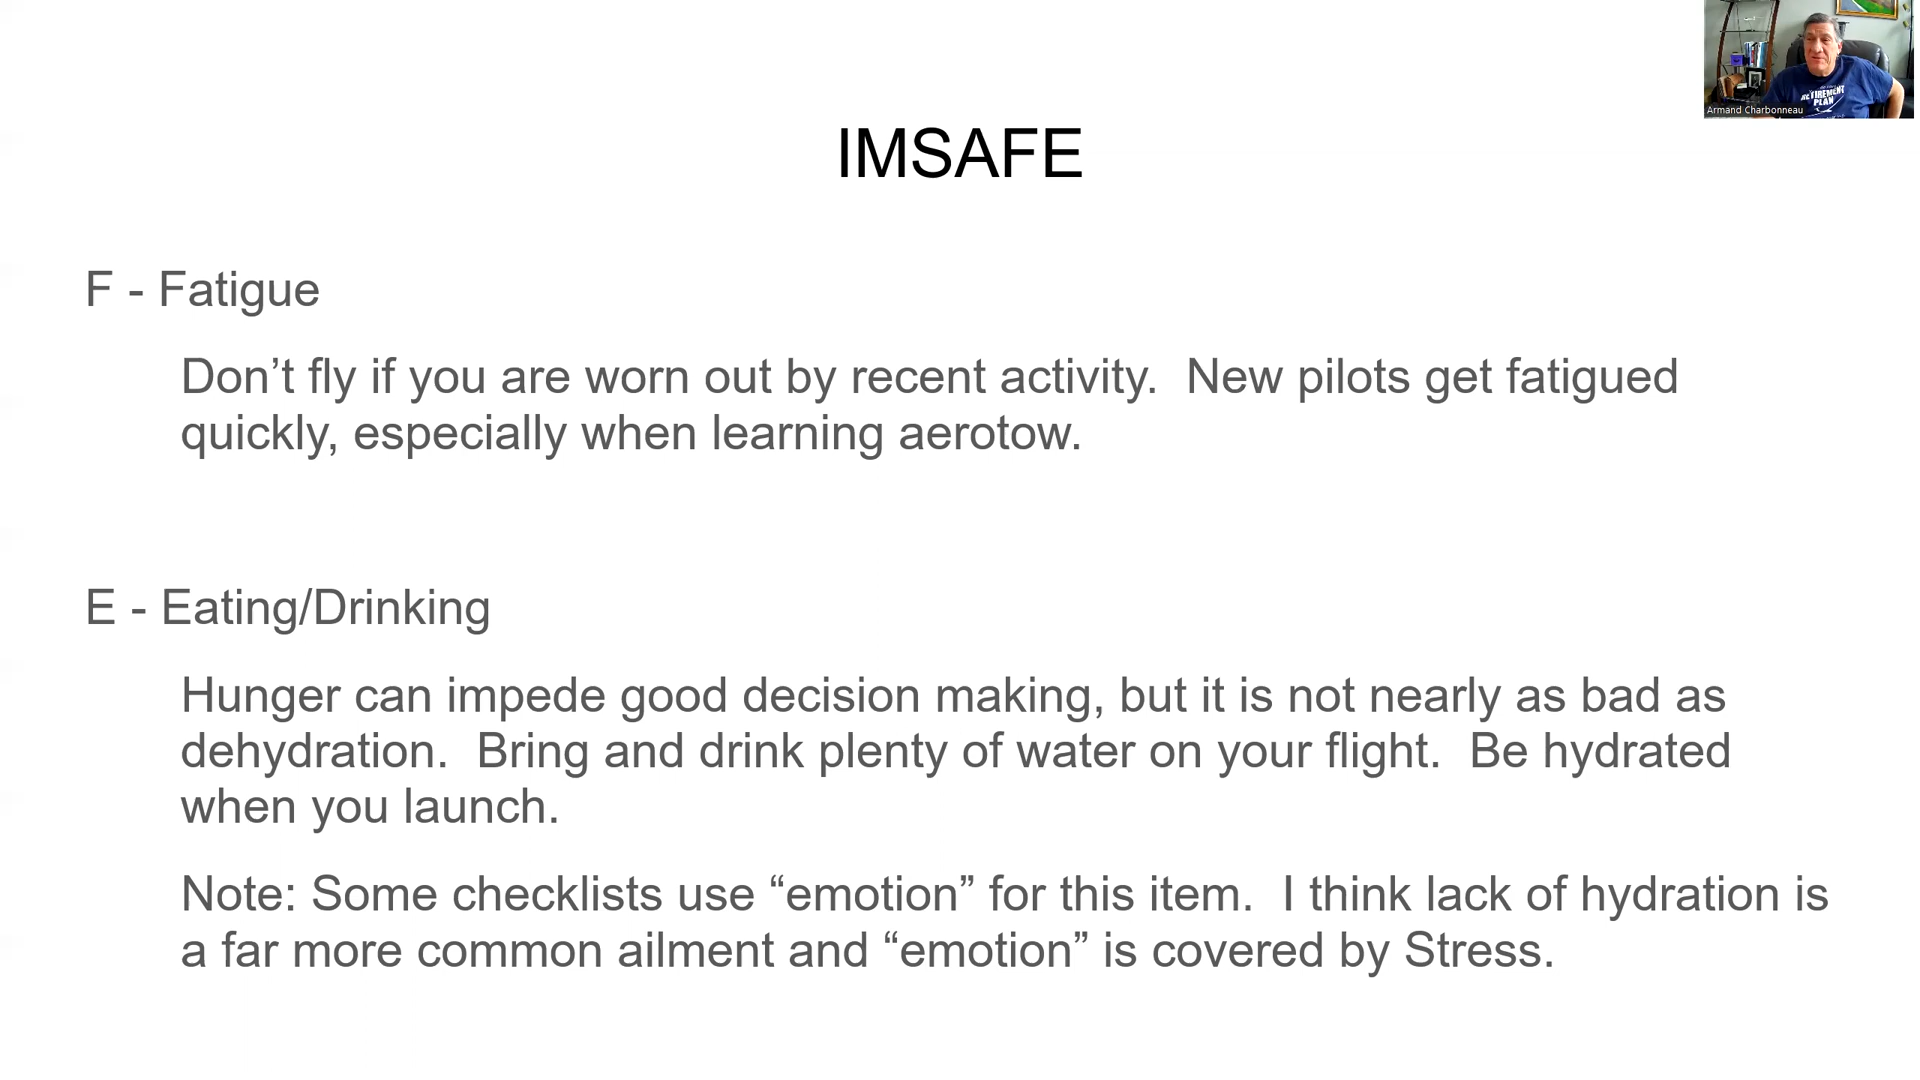 Armand Charbonneau
RETIREMENT
PLAN
IMSAFE
F - Fatigue
Don’t fly if you are worn out by recent activity.  New pilots get fatigued
quickly, especially when learning aerotow.
E - Eating/Drinking
Hunger can impede good decision making, but it is not nearly as bad as
dehydration.  Bring and drink plenty of water on your flight.  Be hydrated
when you launch.
Note: Some checklists use “emotion” for this item.  I think lack of hydration is
a far more common ailment and “emotion” is covered by Stress.